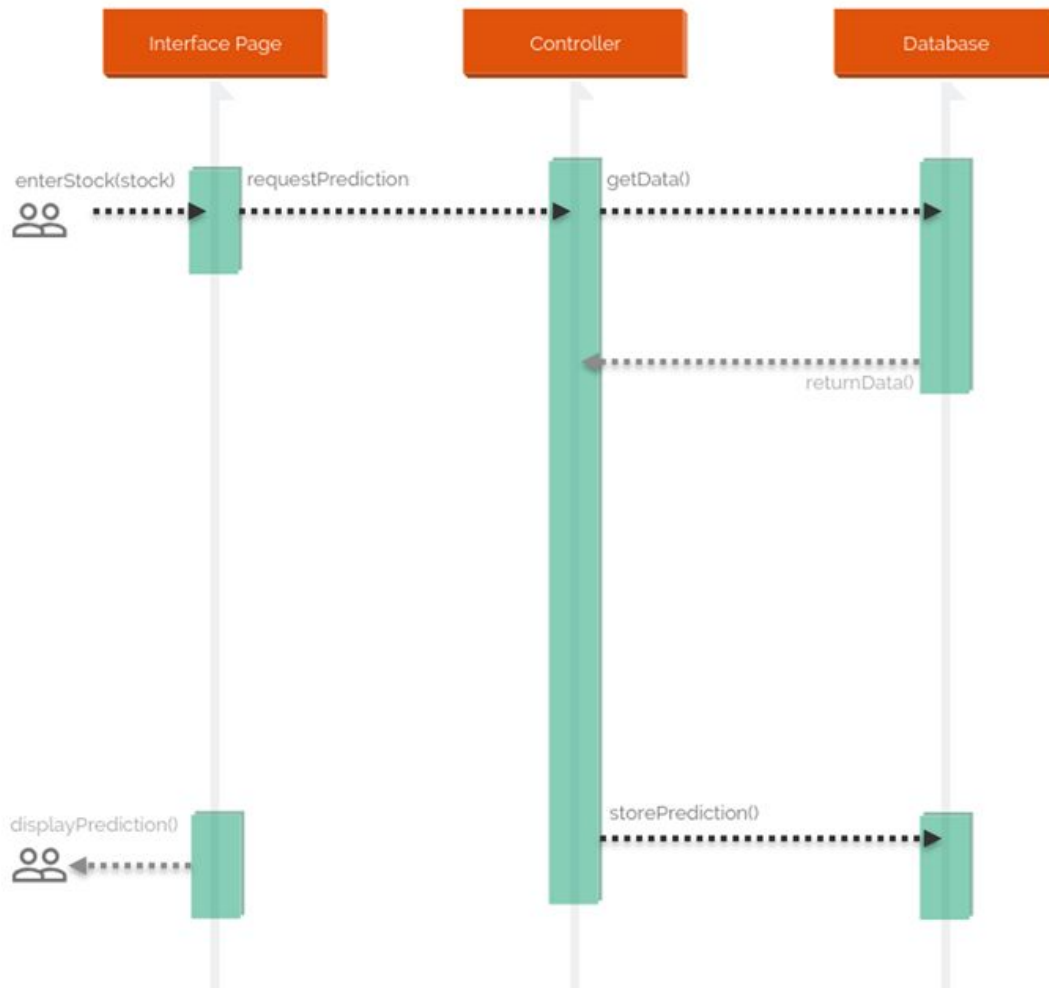 Interface Page
Controller
Database
enterStock(stock)
requestPrediction
getData()
returnData()
storePrediction()
displayPrediction()